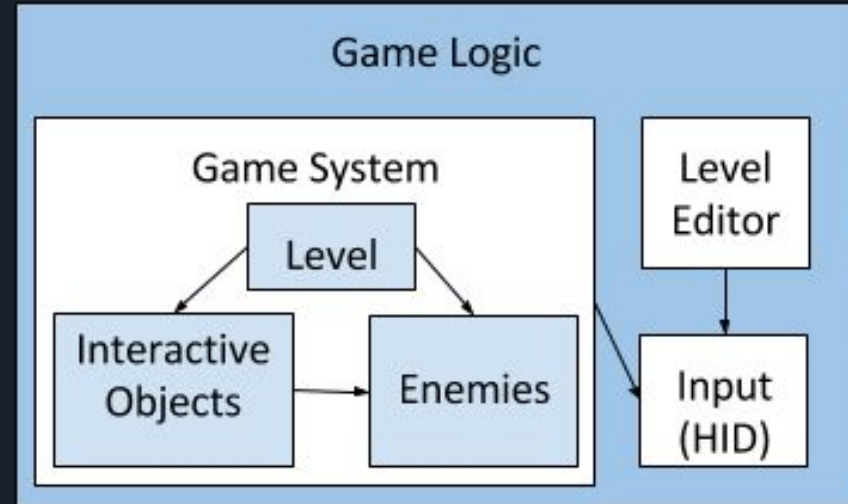 Game Logic
Game System
Level
Interactive
Objects
Enemies
Level
Editor
Input
(HID)